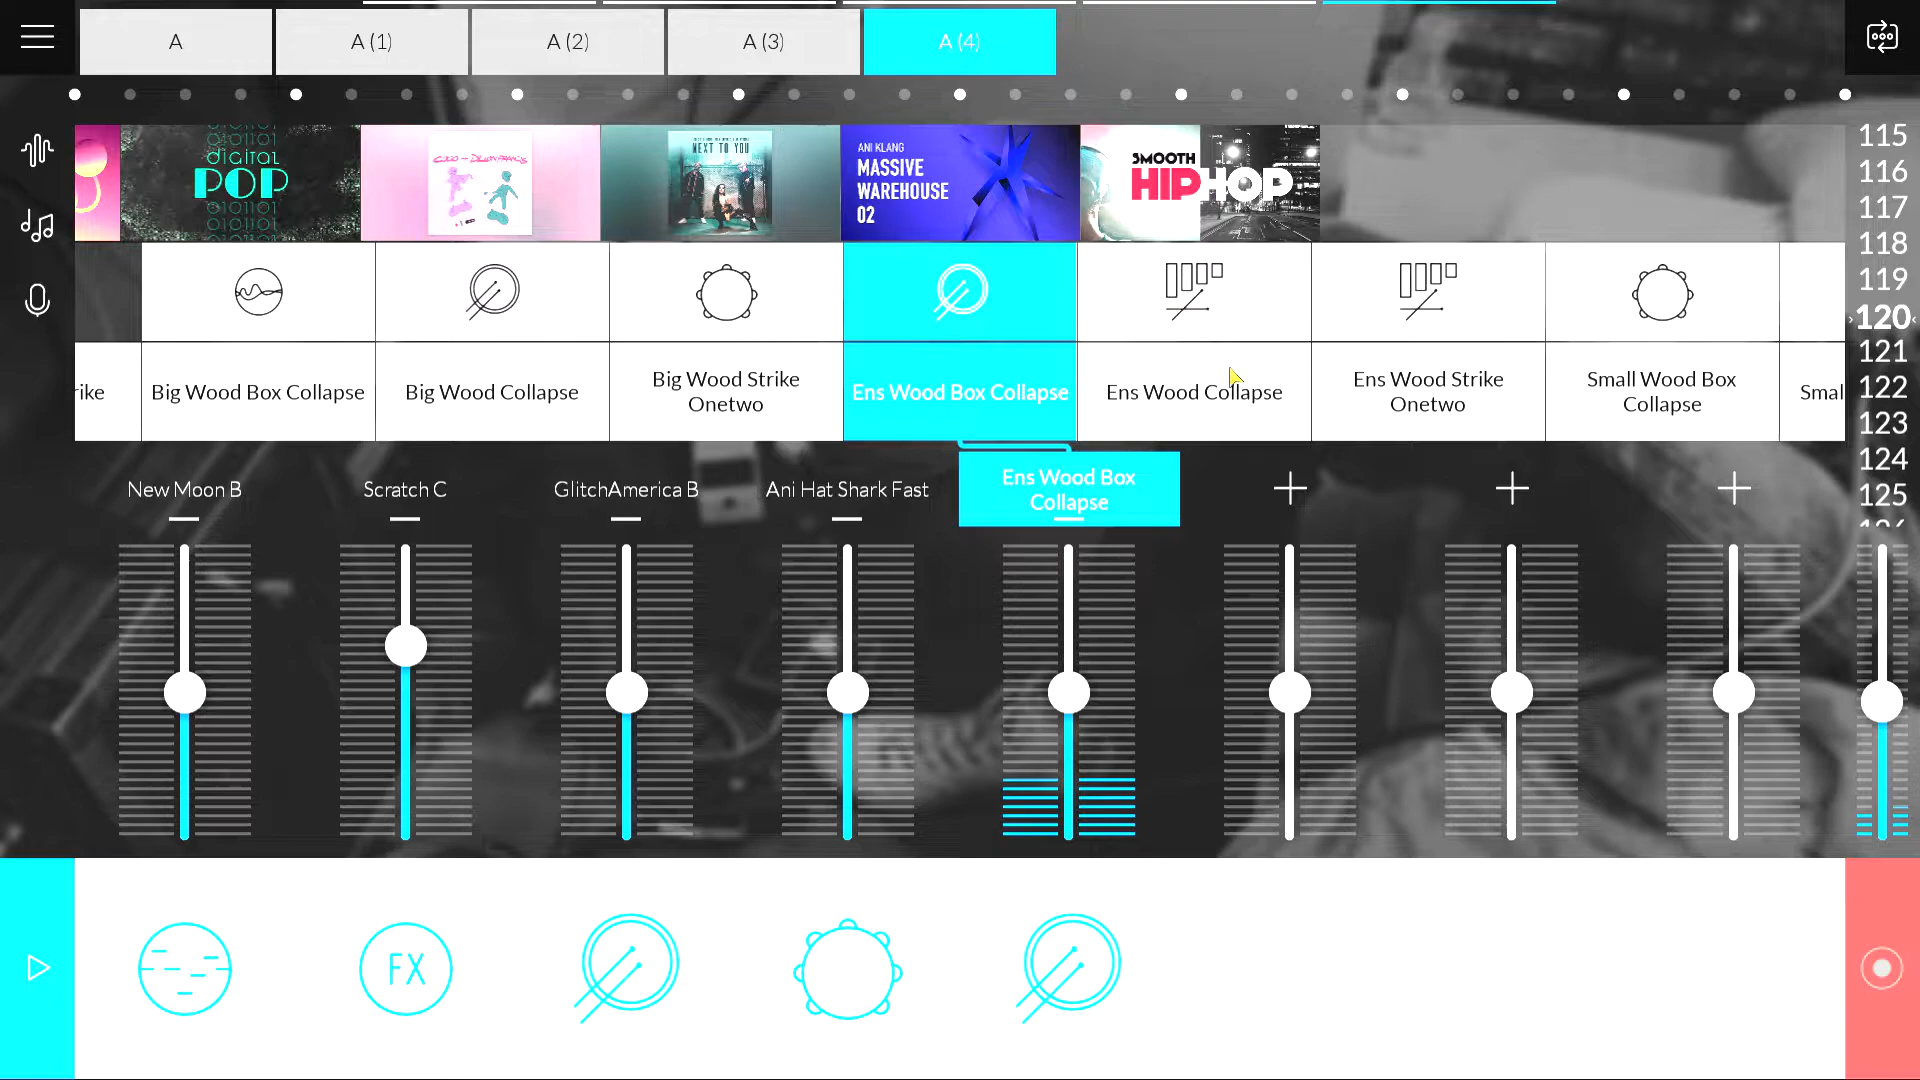 A
A (1)
A (2)
A (3)
A (4)
digital
POP
NEXT TO YOU
ANI KLANG
MASSIVE
WAREHOUSE
02
SMOOTH
HIPHOP
115
116
117
118
119
120
121
122
123
124
125
rike
Big Wood Box Collapse
Big Wood Collapse
Big Wood Strike
Onetwo
Ens Wood Box Collapse
Ens Wood Collapse
Ens Wood Strike
Onetwo
Small Wood Box
Collapse
Smal
New Moon B
Scratch C
GlitchAmerica B
Ani Hat Shark Fast
Ens Wood Box
Collapse
FX